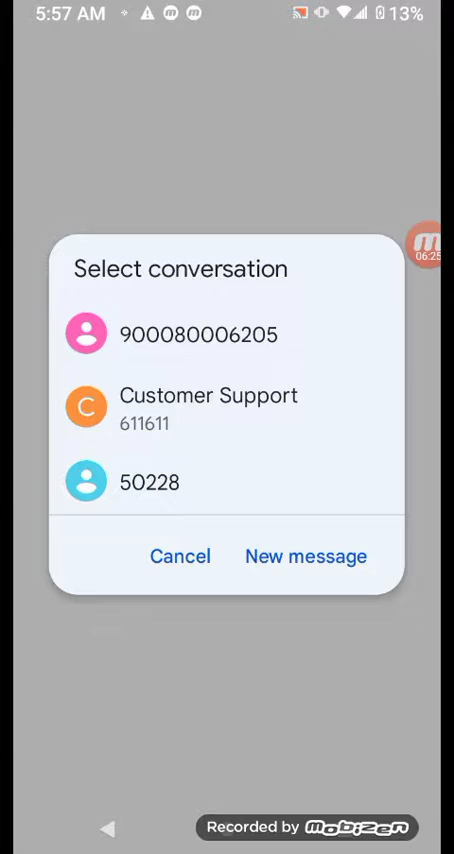 5:57 AM 13%
Select conversation
06:25
900080006205
C
Customer Support
611611
50228
Cancel New message
Recorded by mobizen